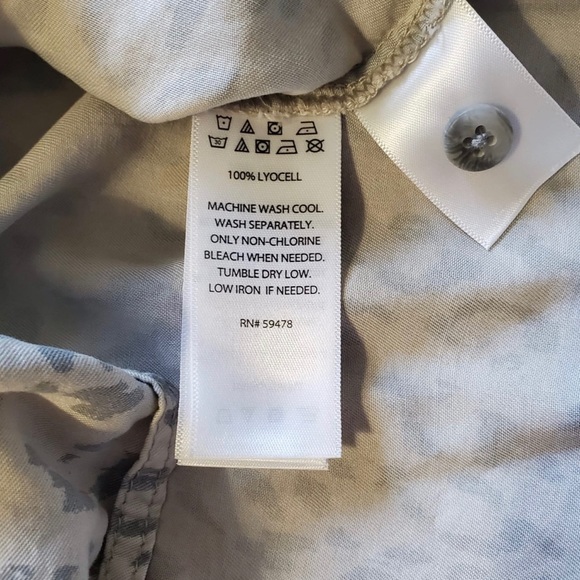 100% LYOCELL
MACHINE WASH COOL.
WASH SEPARATELY.
ONLY NON-CHLORINE
BLEACH WHEN NEEDED.
TUMBLE DRY LOW.
LOW IRON IF NEEDED.
RN# 59478